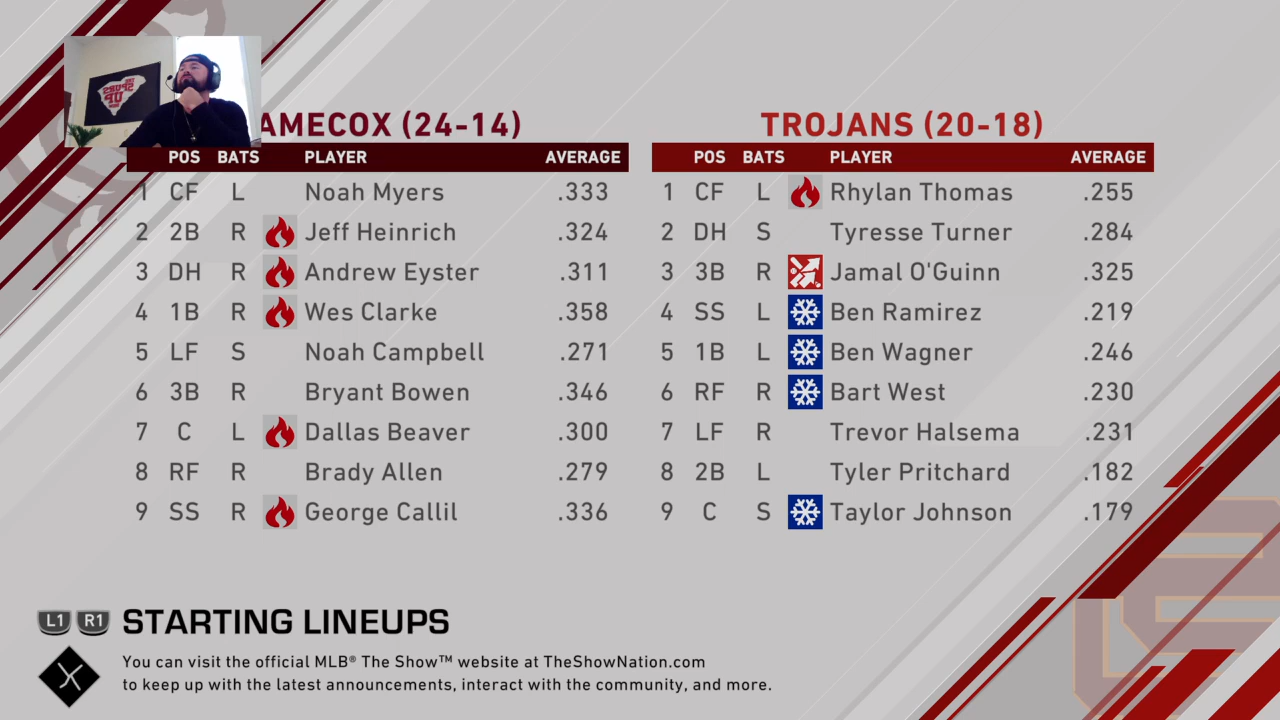 AMECOX (24-14)
POS BATS PLAYER AVERAGE
1 CF L Noah Myers .333
2 2B R Jeff Heinrich .324
3 DH R Andrew Eyster .311
4 1B R Wes Clarke .358
5 LF S Noah Campbell .271
6 3B R Bryant Bowen .346
7 C L Dallas Beaver .300
8 RF R Brady Allen .279
9 SS R George Callil .336
TROJANS (20-18)
POS BATS PLAYER AVERAGE
1 CF L Rhylan Thomas .255
2 DH S Tyresse Turner .284
3 3B R Jamal O'Guinn .325
4 SS L Ben Ramirez .219
5 1B L Ben Wagner .246
6 RF R Bart West .230
7 LF R Trevor Halsema .231
8 2B L Tyler Pritchard .182
9 C S Taylor Johnson .179
L1 R1 STARTING LINEUPS
You can visit the official MLB® The Show™ website at TheShowNation.com
to keep up with the latest announcements, interact with the community, and more.